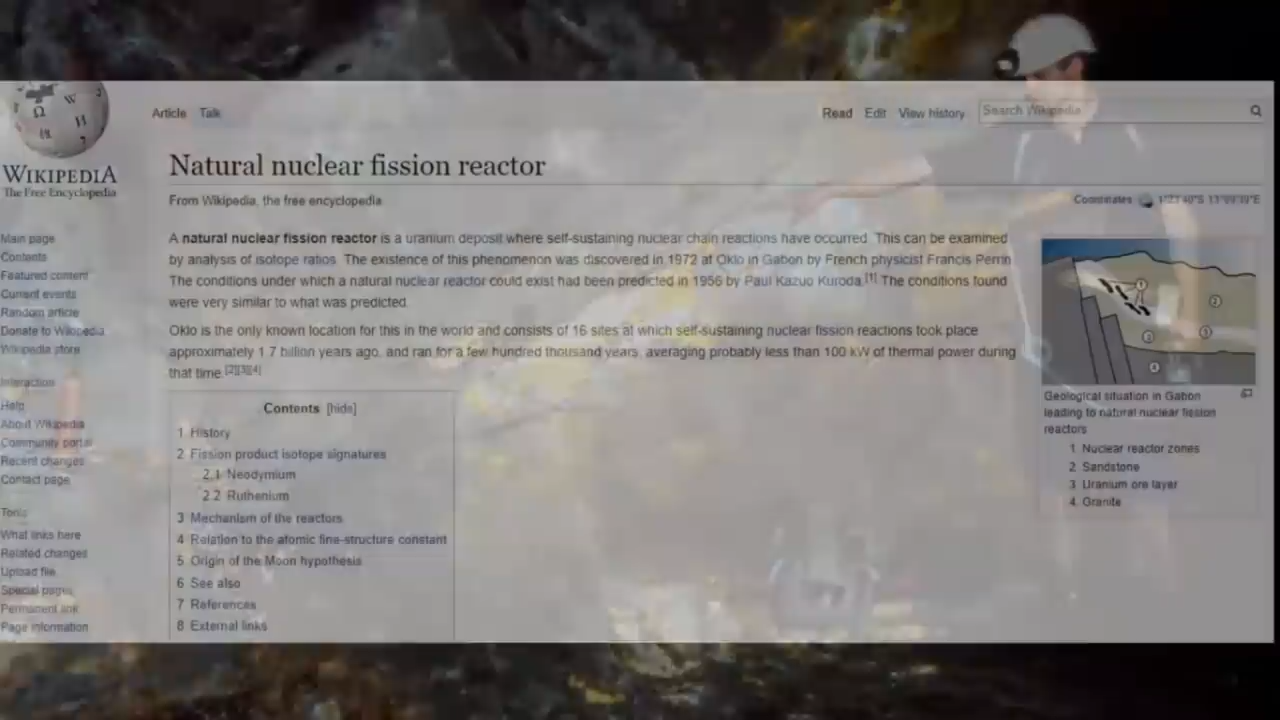 Article Talk
Read Edit View history Search Wikipedia
WIKIPEDIA
The Free Encyclopedia
Natural nuclear fission reactor
From Wikipedia, the free encyclopedia
Coordinates
A natural nuclear fission reactor is a uranium deposit where self-sustaining nuclear chain reactions have occurred. This can be examined
by analysis of isotope ratios. The existence of this phenomenon was discovered in 1972 at Oklo in Gabon by French physicist Francis Perrin.
The conditions under which a natural nuclear reactor could exist had been predicted in 1956 by Paul Kazuo Kuroda.[1] The conditions found
were very similar to what was predicted.
Oklo is the only known location for this in the world and consists of 16 sites at which self-sustaining nuclear fission reactions took place
approximately 1.7 billion years ago, and ran for a few hundred thousand years, averaging probably less than 100 kW of thermal power during
that time.[2][3][4]
Contents [hide]
1 History
2 Fission product isotope signatures
2.1 Neodymium
2.2 Ruthenium
3 Mechanism of the reactors
4 Relation to the atomic fine-structure constant
5 Origin of the Moon hypothesis
6 See also
7 References
8 External links
Main page
Contents
Featured content
Current events
Random article
Donate to Wikipedia
Wikipedia store
Interaction
Help
About Wikipedia
Community portal
Recent changes
Contact page
Tools
What links here
Related changes
Upload file
Special pages
Permanent link
Page information
Geological situation in Gabon
leading to natural nuclear fission
reactors
1. Nuclear reactor zones
2. Sandstone
3. Uranium ore layer
4. Granite